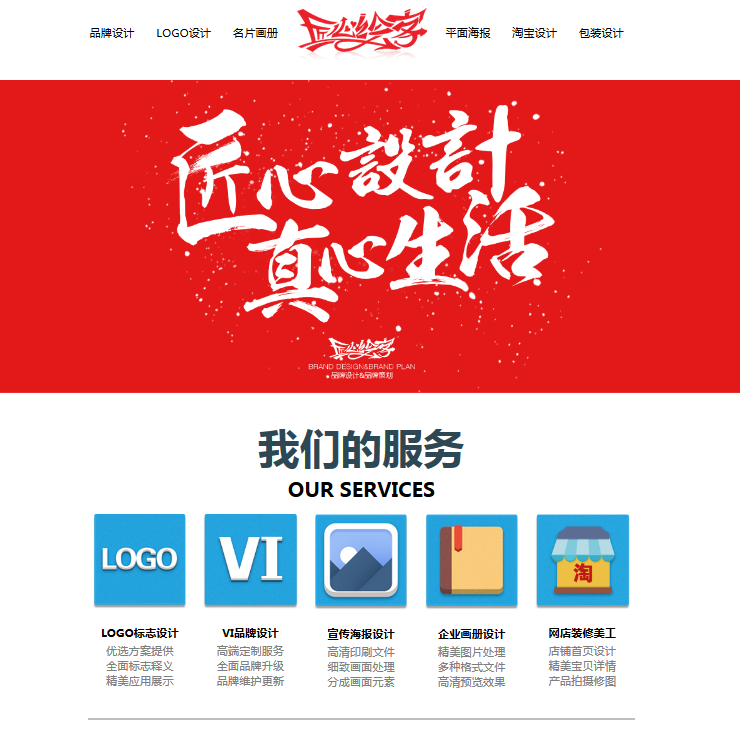 品牌设计 LOGO设计 名片画册 平面海报 淘宝设计 包装设计
匠心設計
真心生活
BRAND DESIGN&BRAND PLAN
品牌设计&品牌策划
我们的服务
OUR SERVICES
LOGO VI 淘
LOGO标志设计 VI品牌设计 宣传海报设计 企业画册设计 网店装修美工
优选方案提供 高端定制服务 高清印刷文件 精美图片处理 店铺首页设计
全面标志释义 全面品牌升级 细致画面处理 多种格式文件 精美宝贝详情
精美应用展示 品牌维护更新 分成画面元素 高清预览效果 产品拍摄修图